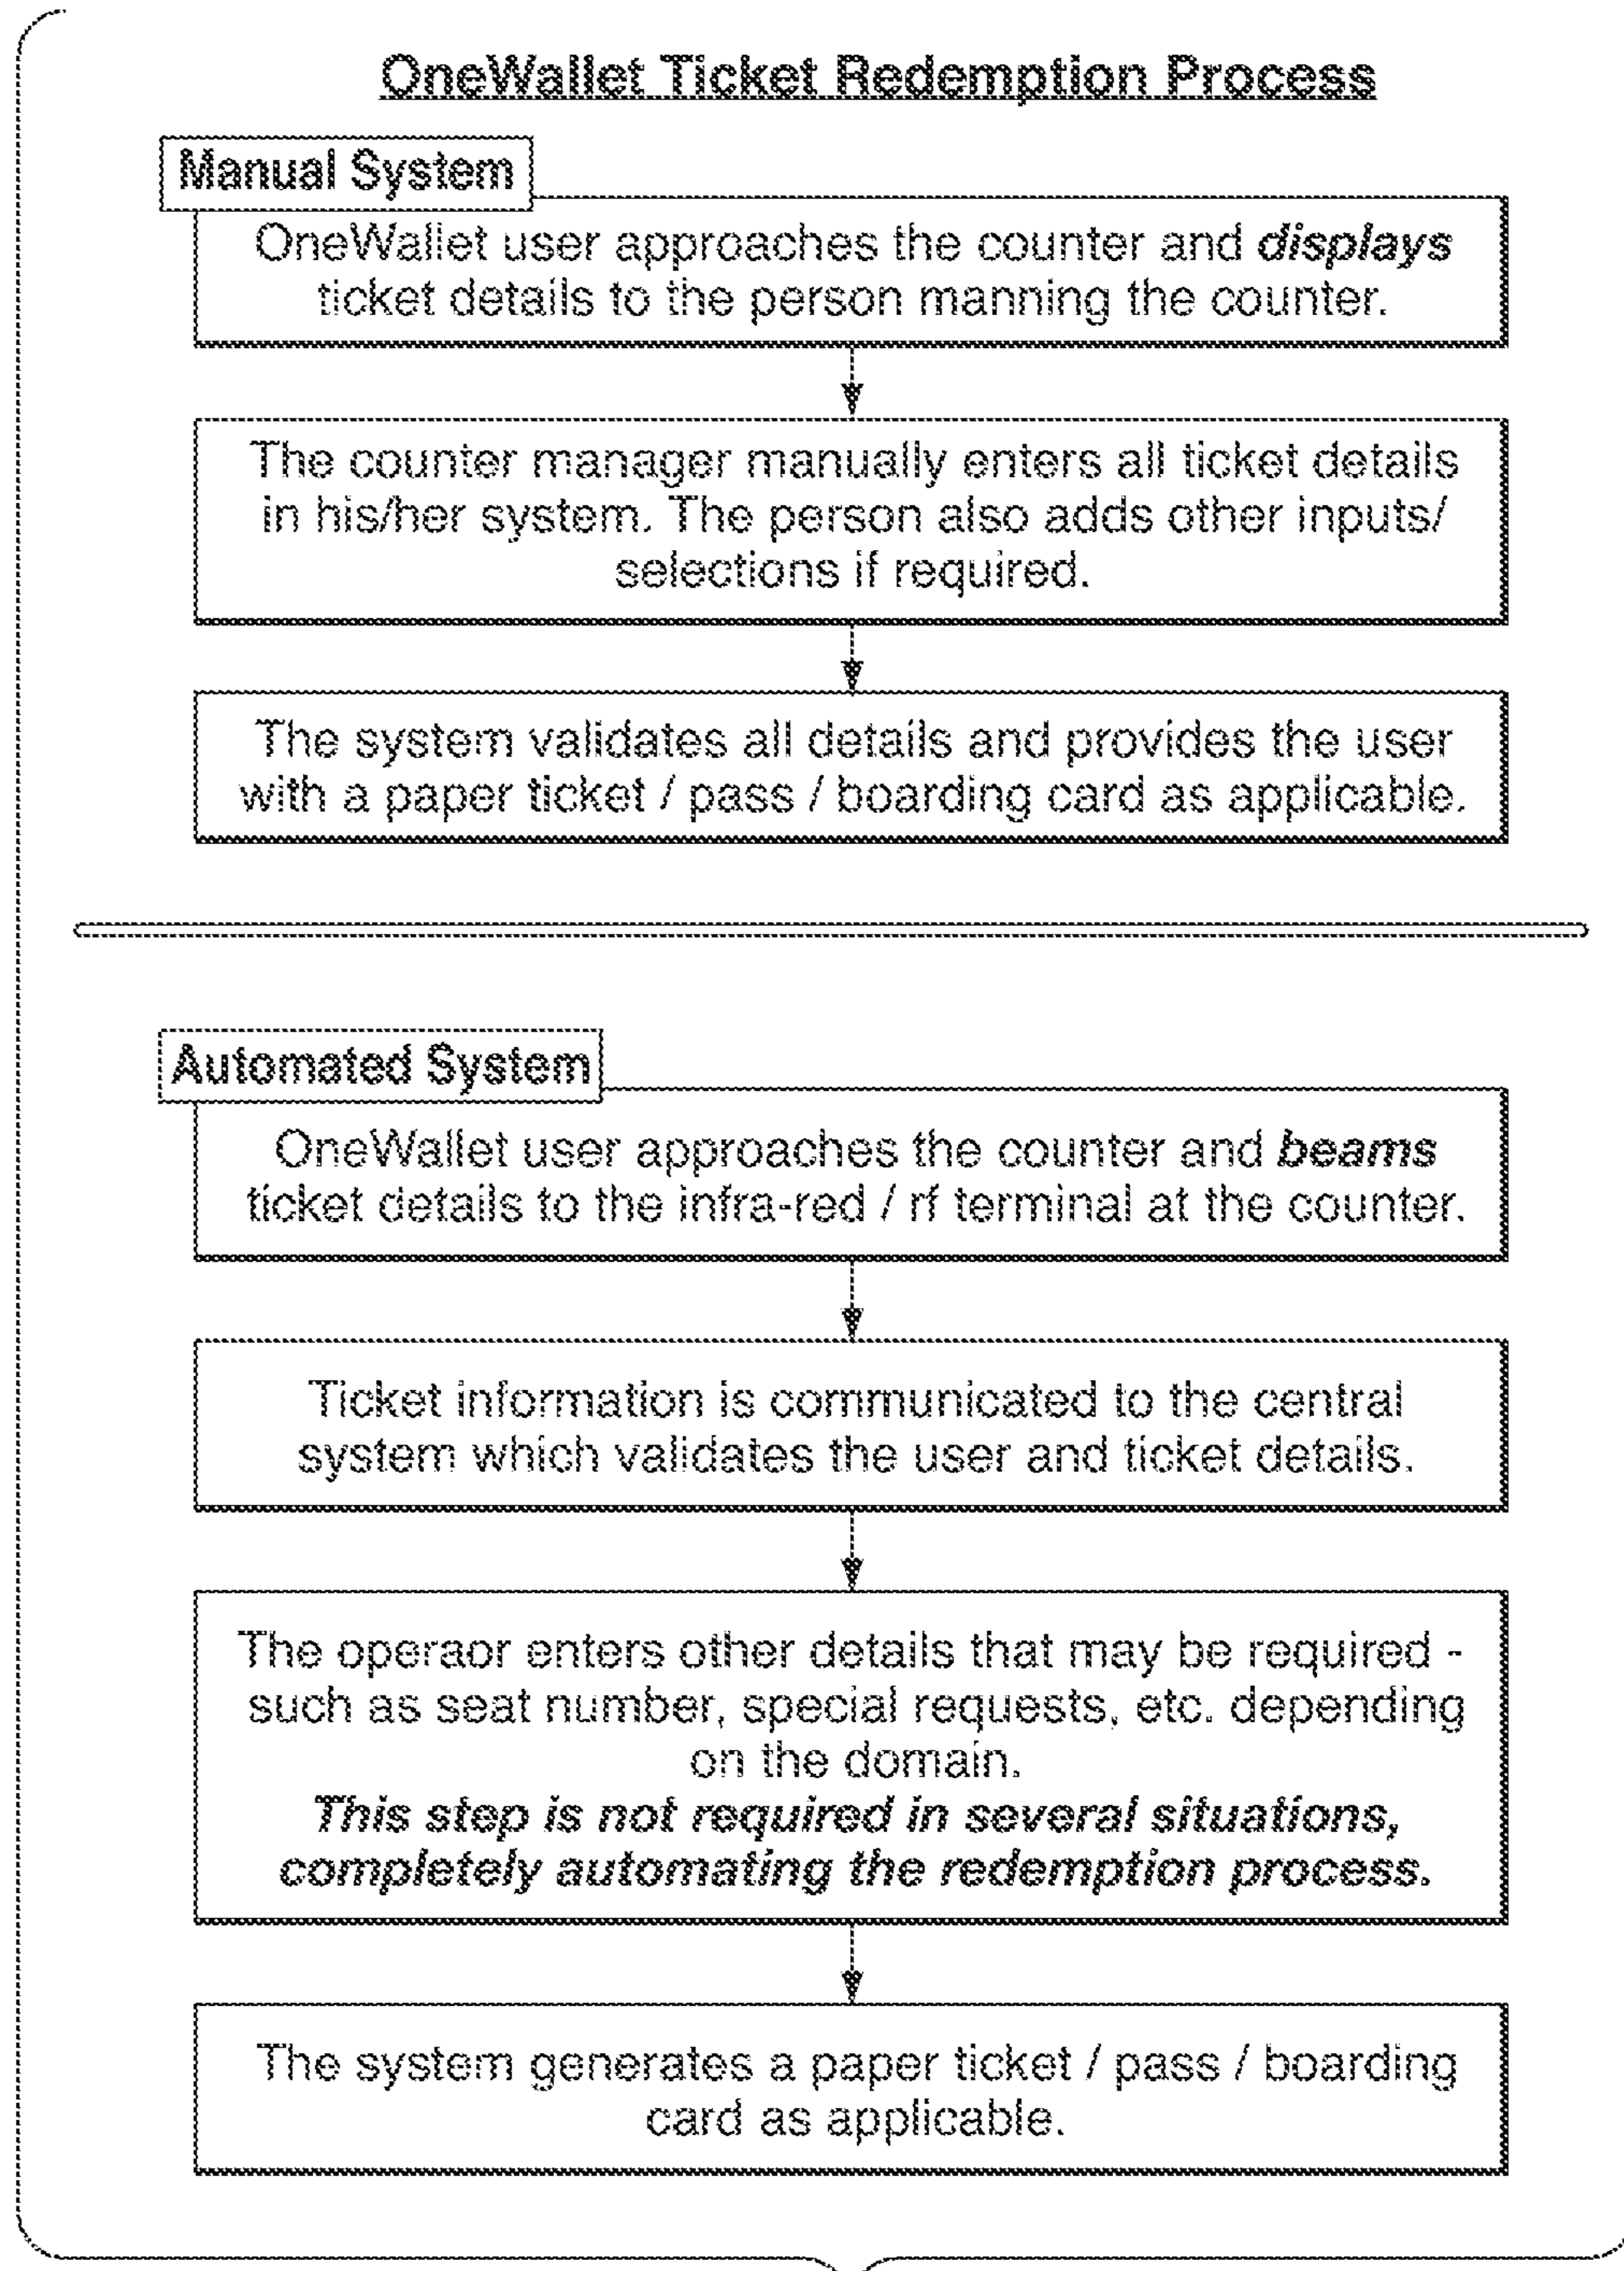 OneWallet Ticket Redemption Process
Manual System
OneWallet user approaches the counter and displays
ticket details to the person manning the counter.
The counter manager manually enters all ticket details
in his/her system. The person also adds other inputs/
selections if required.
The system validates all details and provides the user
with a paper ticket / pass / boarding card as applicable.
Automated System
OneWallet user approaches the counter and beams
ticket details to the infra-red / rf terminal at the counter.
Ticket information is communicated to the central
system which validates the user and ticket details.
The operaor enters other details that may be required -
such as seat number, special requests, etc. depending
on the domain.
This step is not required in several situations,
completely automating the redemption process.
The system generates a paper ticket / pass / boarding
card as applicable.